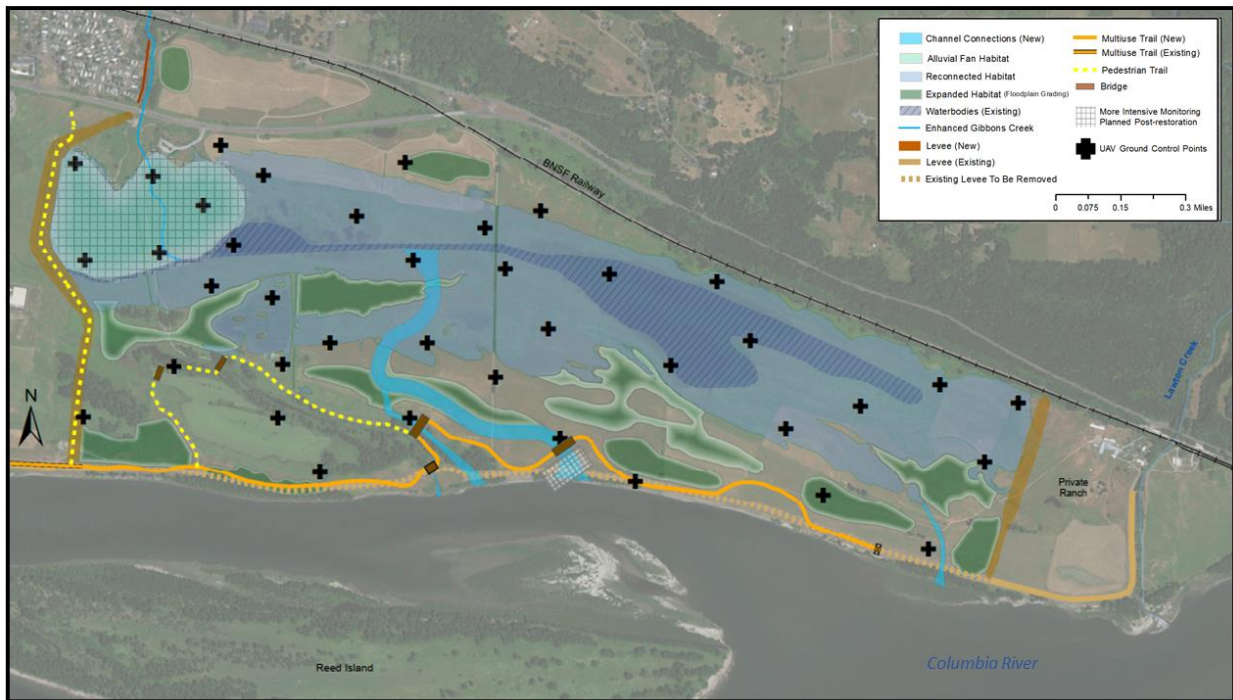 Channel Connections (New)
Alluvial Fan Habitat
Reconnected Habitat
Expanded Habitat (Floodplain Grading)
Waterbodies (Existing)
Enhanced Gibbons Creek
Levee (New)
Levee (Existing)
Existing Levee To Be Removed
Multiuse Trail (New)
Multiuse Trail (Existing)
Pedestrian Trail
Bridge
More Intensive Monitoring
Planned Post-restoration
UAV Ground Control Points
0 0.075 0.15 0.3 Miles
BNSF Railway
Lawton Creek
N
Private
Ranch
Reed Island
Columbia River